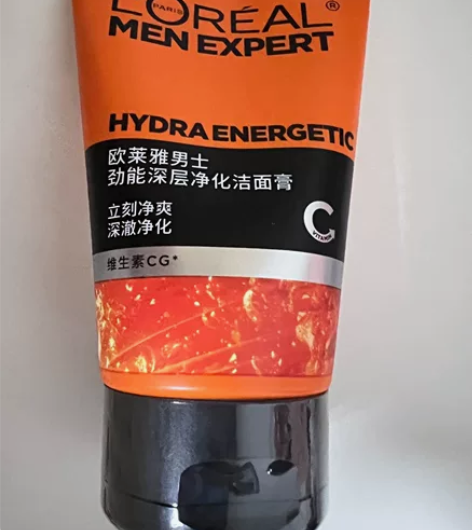 L'ORÉAL®
PARIS
MEN EXPERT
HYDRA ENERGETIC
欧莱雅男士
劲能深层净化洁面膏
立刻净爽
深澈净化
C
VITAMIN
维生素CG*